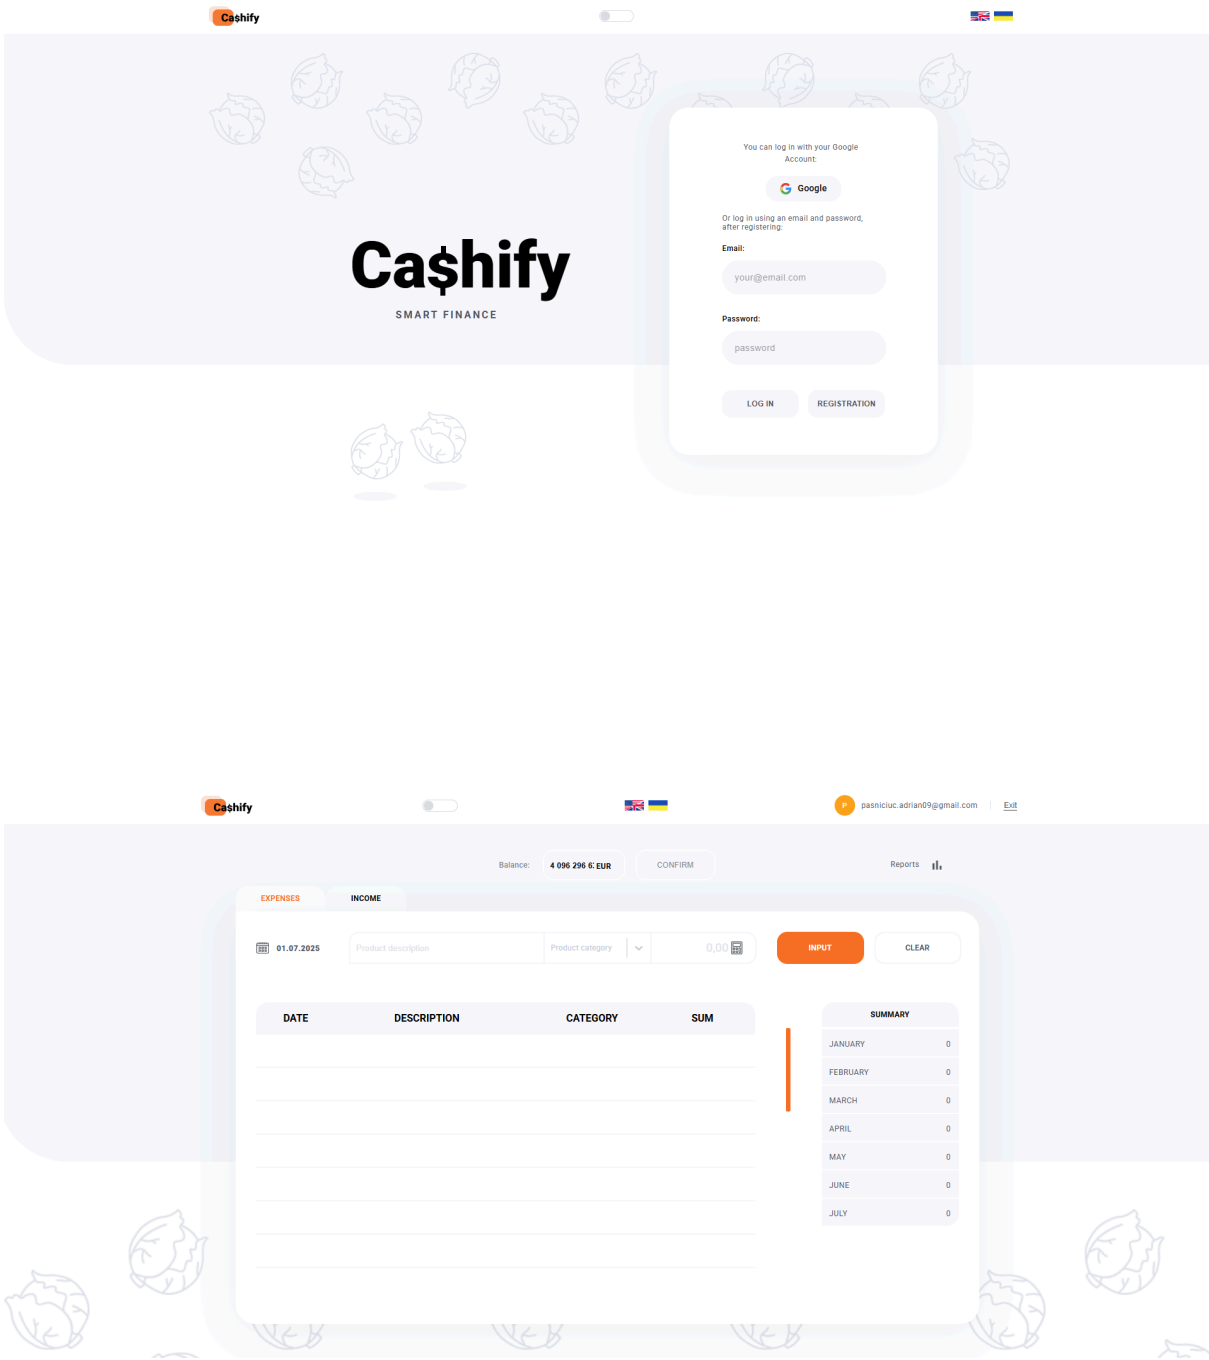 Ca$hify
You can log in with your Google
Account:
Google
Or log in using an email and password,
after registering:
Email:
your@email.com
Password:
password
LOG IN REGISTRATION
Ca$hify
SMART FINANCE
Ca$hify
P pasniciuc.adrian09@gmail.com Exit
Balance: 4 096 296 6 EUR CONFIRM Reports
EXPENSES INCOME
01.07.2025 Product description Product category 0,00 INPUT CLEAR
DATE DESCRIPTION CATEGORY SUM
SUMMARY
JANUARY 0
FEBRUARY 0
MARCH 0
APRIL 0
MAY 0
JUNE 0
JULY 0